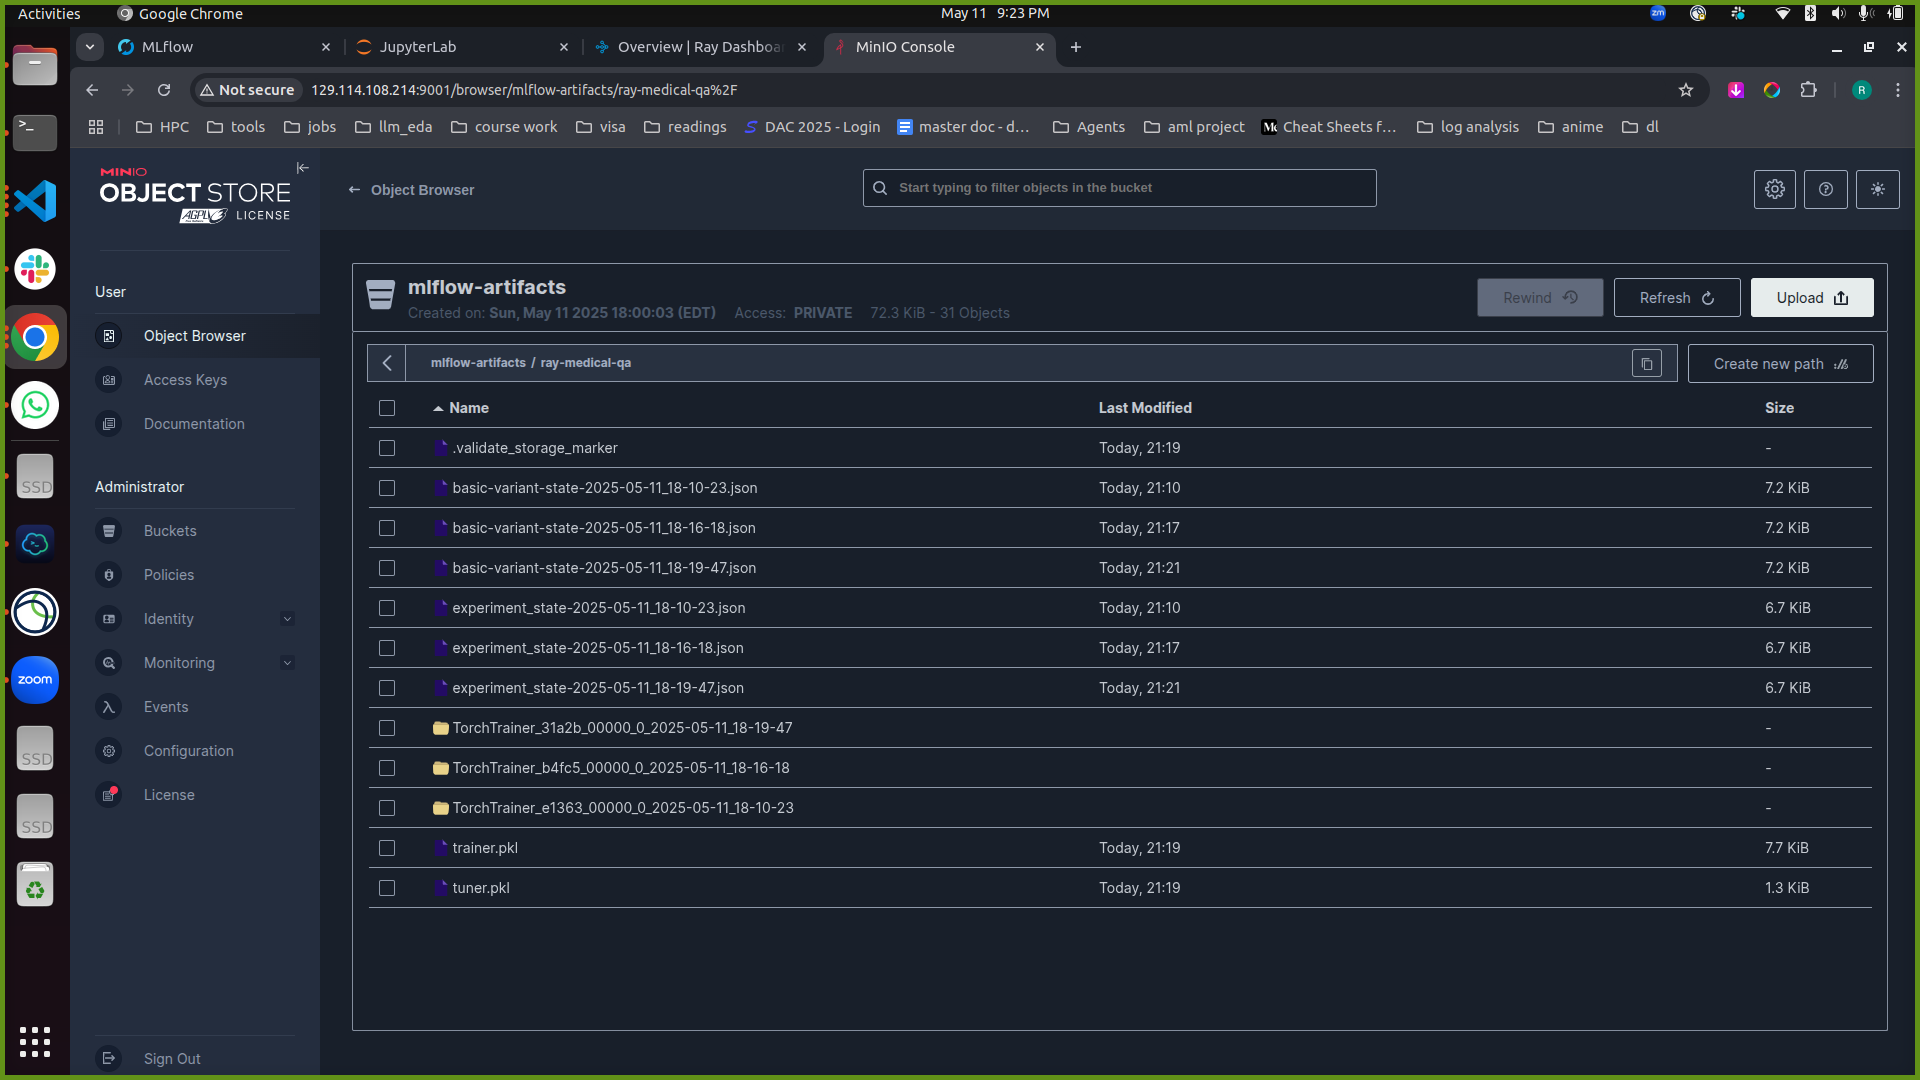 Activities
Google Chrome
May 11 9:23 PM
zm
MLflow
JupyterLab
Overview | Ray Dashboa
MinIO Console
Not secure
129.114.108.214:9001/browser/mlflow-artifacts/ray-medical-qa%2F
R
HPC
tools
jobs
llm_eda
course work
visa
readings
DAC 2025 - Login
master doc - d...
Agents
aml project
Cheat Sheets f...
log analysis
anime
dl
MINIO
OBJECT STORE
AGPLv3 LICENSE
User
Object Browser
Access Keys
Documentation
Administrator
Buckets
Policies
Identity
Monitoring
Events
Configuration
License
Sign Out
SSD
zoom
SSD
SSD
Object Browser
Start typing to filter objects in the bucket
mlflow-artifacts
Created on: Sun, May 11 2025 18:00:03 (EDT) Access: PRIVATE 72.3 KiB - 31 Objects
Rewind
Refresh
Upload
mlflow-artifacts / ray-medical-qa
Create new path
Name Last Modified Size
.validate_storage_marker Today, 21:19 -
basic-variant-state-2025-05-11_18-10-23.json Today, 21:10 7.2 KiB
basic-variant-state-2025-05-11_18-16-18.json Today, 21:17 7.2 KiB
basic-variant-state-2025-05-11_18-19-47.json Today, 21:21 7.2 KiB
experiment_state-2025-05-11_18-10-23.json Today, 21:10 6.7 KiB
experiment_state-2025-05-11_18-16-18.json Today, 21:17 6.7 KiB
experiment_state-2025-05-11_18-19-47.json Today, 21:21 6.7 KiB
TorchTrainer_31a2b_00000_0_2025-05-11_18-19-47 -
TorchTrainer_b4fc5_00000_0_2025-05-11_18-16-18 -
TorchTrainer_e1363_00000_0_2025-05-11_18-10-23 -
trainer.pkl Today, 21:19 7.7 KiB
tuner.pkl Today, 21:19 1.3 KiB